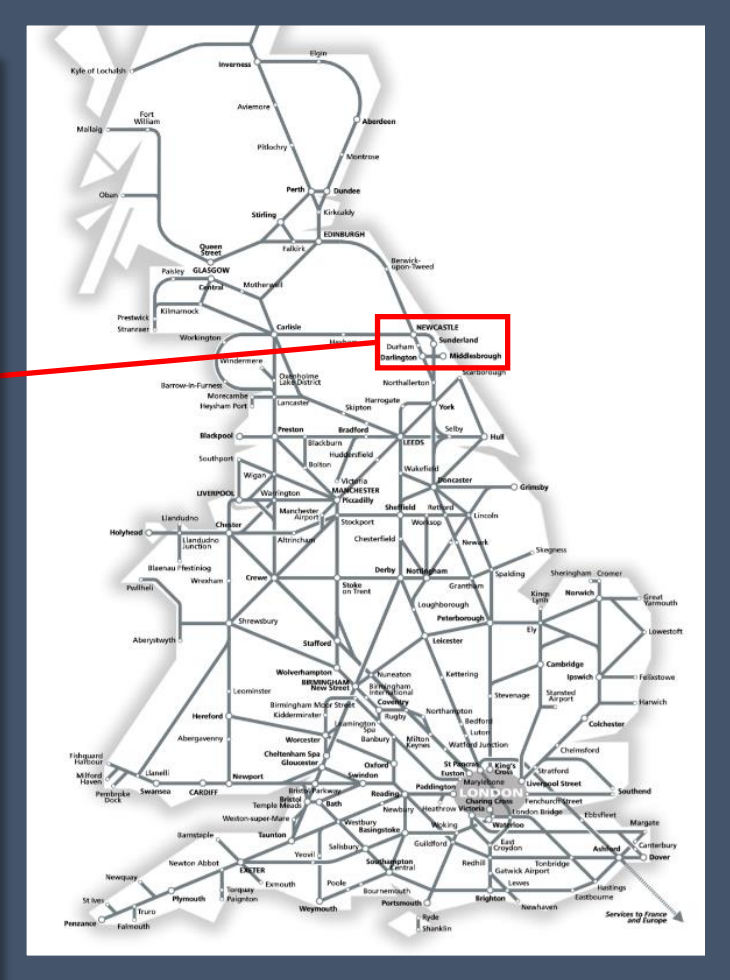 Elgin
Inverness
Kyle of Lochalsh
Aviemore
Fort
William
Mallaig
Aberdeen
Pitlochry
Montrose
Perth
Dundee
Oban
Stirling
Kirkcaldy
EDINBURGH
Queen
Street
Falkirk
Berwick-
upon-Tweed
Paisley
GLASGOW
Central
Motherwell
Prestwick
Kilmarnock
Stranraer
Carlisle
NEWCASTLE
Workington
Sunderland
Durham
Darlington
Middlesbrough
Windermere
Oxenholme
Lake District
Barrow-in-Furness
Northallerton
Scarborough
Morecambe
Heysham Port
Lancaster
Harrogate
Skipton
York
Blackpool
Preston
Bradford
Selby
Hull
Blackburn
LEEDS
Huddersfield
Southport
Bolton
Wakefield
Wigan
Victoria
Doncaster
LIVERPOOL
Warrington
MANCHESTER
Piccadilly
Grimsby
Manchester
Airport
Sheffield
Retford
Lincoln
Llandudno
Chester
Stockport
Worksop
Holyhead
Llandudno
Junction
Altrincham
Chesterfield
Newark
Skegness
Blaenau Ffestiniog
Wrexham
Crewe
Stoke
on Trent
Derby
Nottingham
Spalding
Sheringham
Cromer
Pwllheli
Grantham
Kings
Lynn
Norwich
Great
Yarmouth
Loughborough
Shrewsbury
Peterborough
Ely
Lowestoft
Aberystwyth
Stafford
Leicester
Wolverhampton
Nuneaton
Kettering
Cambridge
BIRMINGHAM
New Street
Birmingham
International
Ipswich
Felixstowe
Leominster
Stevenage
Stansted
Airport
Birmingham Moor Street
Coventry
Harwich
Hereford
Kidderminster
Rugby
Northampton
Leamington
Spa
Bedford
Colchester
Abergavenny
Worcester
Banbury
Milton
Keynes
Luton
Watford Junction
Chelmsford
Cheltenham Spa
Gloucester
Fishguard
Harbour
Oxford
St Pancras
Euston
King's
Cross
Stratford
Milford
Haven
Llanelli
Newport
Swindon
Marylebone
Liverpool Street
Pembroke
Dock
Swansea
CARDIFF
Bristol Parkway
Reading
Paddington
LONDON
Southend
Bristol
Temple Meads
Bath
Newbury
Heathrow
Victoria
Charing Cross
Fenchurch Street
London Bridge
Ebbsfleet
Weston-super-Mare
Westbury
Basingstoke
Woking
Waterloo
Margate
Barnstaple
Taunton
Salisbury
Guildford
East
Croydon
Canterbury
Newton Abbot
Yeovil
Southampton
Central
Redhill
Tonbridge
Ashford
Dover
EXETER
Gatwick Airport
Newquay
Exmouth
Poole
Bournemouth
Lewes
Hastings
St Ives
Plymouth
Torquay
Paignton
Weymouth
Portsmouth
Brighton
Newhaven
Eastbourne
Truro
Penzance
Falmouth
Ryde
Shanklin
Services to France
and Europe